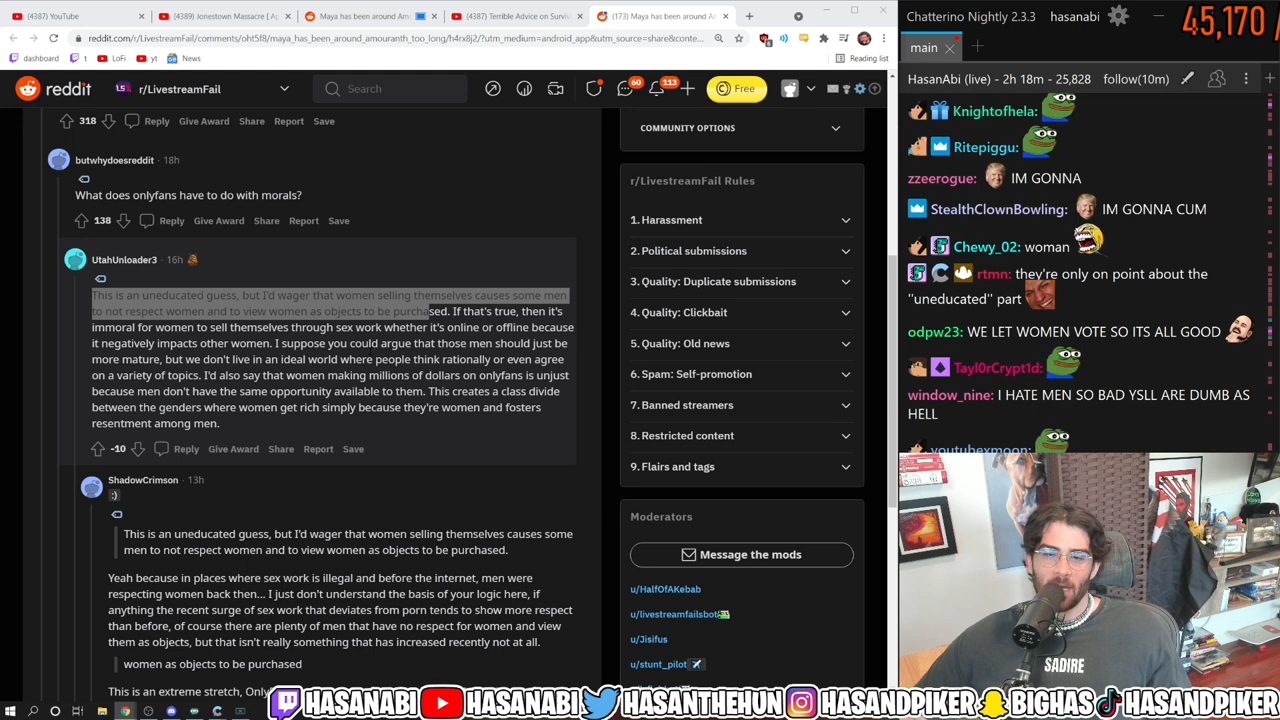 (4387) YouTube
(4389) Jonestown Massacre | Ap
Maya has been around Amo
(4387) Terrible Advice on Surviv
(173) Maya has been around Am
reddit.com/r/LivestreamFail/comments/oht5f8/maya_has_been_around_amouranth_too_long/h4rx8j2/?utm_medium=android_app&utm_source=share&conte...
dashboard
t
LoFi
yt
News
Reading list
reddit
r/LivestreamFail
Search
60
113
Free
318
Reply
Give Award
Share
Report
Save
butwhydoesreddit · 18h
What does onlyfans have to do with morals?
138
Reply
Give Award
Share
Report
Save
UtahUnloader3 · 16h
This is an uneducated guess, but I'd wager that women selling themselves causes some men
to not respect women and to view women as objects to be purchased. If that's true, then it's
immoral for women to sell themselves through sex work whether it's online or offline because
it negatively impacts other women. I suppose you could argue that those men should just be
more mature, but we don't live in an ideal world where people think rationally or even agree
on a variety of topics. I'd also say that women making millions of dollars on onlyfans is unjust
because men don't have the same opportunity available to them. This creates a class divide
between the genders where women get rich simply because they're women and fosters
resentment among men.
-10
Reply
Give Award
Share
Report
Save
ShadowCrimson · 13h
:)
This is an uneducated guess, but I'd wager that women selling themselves causes some
men to not respect women and to view women as objects to be purchased.
Yeah because in places where sex work is illegal and before the internet, men were
respecting women back then... I just don't understand the basis of your logic here, if
anything the recent surge of sex work that deviates from porn tends to show more respect
than before, of course there are plenty of men that have no respect for women and view
them as objects, but that isn't really something that has increased recently not at all.
women as objects to be purchased
This is an extreme stretch, Onl
COMMUNITY OPTIONS
r/LivestreamFail Rules
1. Harassment
2. Political submissions
3. Quality: Duplicate submissions
4. Quality: Clickbait
5. Quality: Old news
6. Spam: Self-promotion
7. Banned streamers
8. Restricted content
9. Flairs and tags
Moderators
Message the mods
u/HalfOfAKebab
u/livestreamfailsbot
u/Jisifus
u/stunt_pilot
Chatterino Nightly 2.3.3
hasanabi
45,170
main
HasanAbi (live) - 2h 18m - 25,828
follow(10m)
Knightofhela:
Ritepiggu:
zzeerogue: IM GONNA
StealthClownBowling: IM GONNA CUM
Chewy_02: woman
rtmn: they're only on point about the
"uneducated" part
odpw23: WE LET WOMEN VOTE SO ITS ALL GOOD
Tayl0rCrypt1d:
window_nine: I HATE MEN SO BAD YSLL ARE DUMB AS
HELL
youtubexmoon:
SADIRE
HASANABI
HASANABI
HASANTHEHUN
HASANDPIKER
BIGHAS
HASANDPIKER